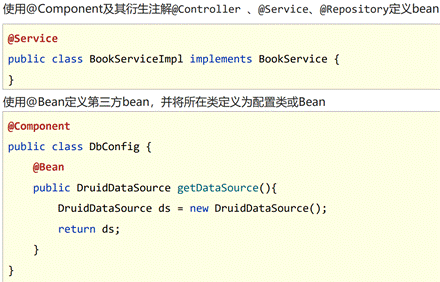 使用@Component及其衍生注解@Controller 、@Service、@Repository定义bean
@Service
public class BookServiceImpl implements BookService {
}
使用@Bean定义第三方bean，并将所在类定义为配置类或Bean
@Component
public class DbConfig {
    @Bean
    public DruidDataSource getDataSource(){
        DruidDataSource ds = new DruidDataSource();
        return ds;
    }
}